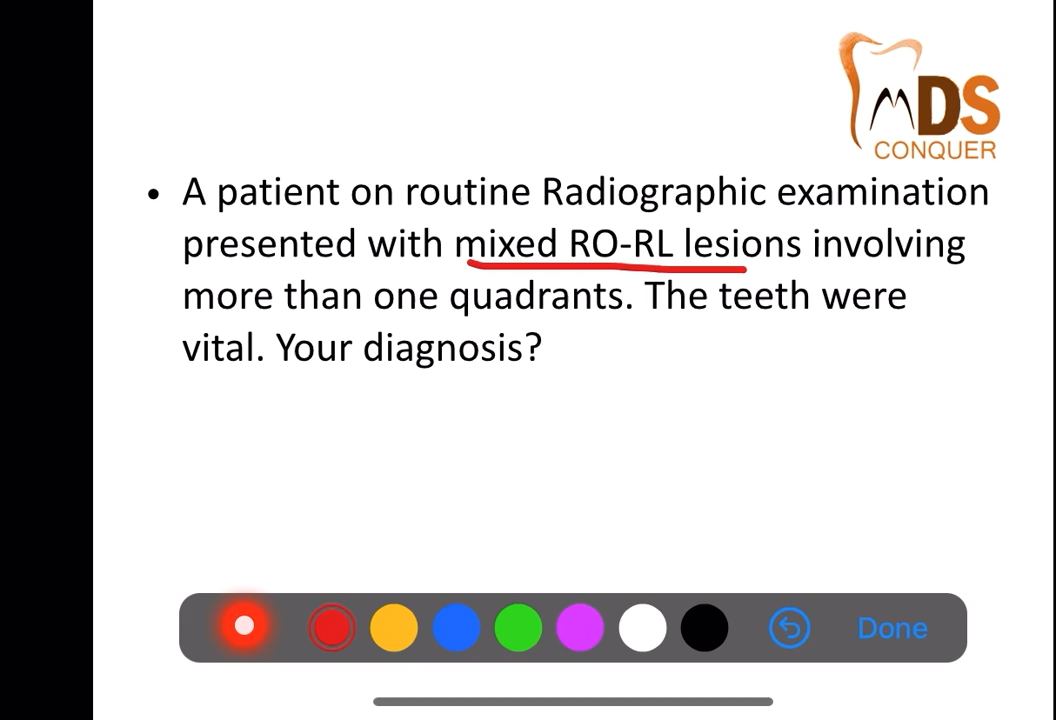 MDS
CONQUER
• A patient on routine Radiographic examination
presented with mixed RO-RL lesions involving
more than one quadrants. The teeth were
vital. Your diagnosis?
Done